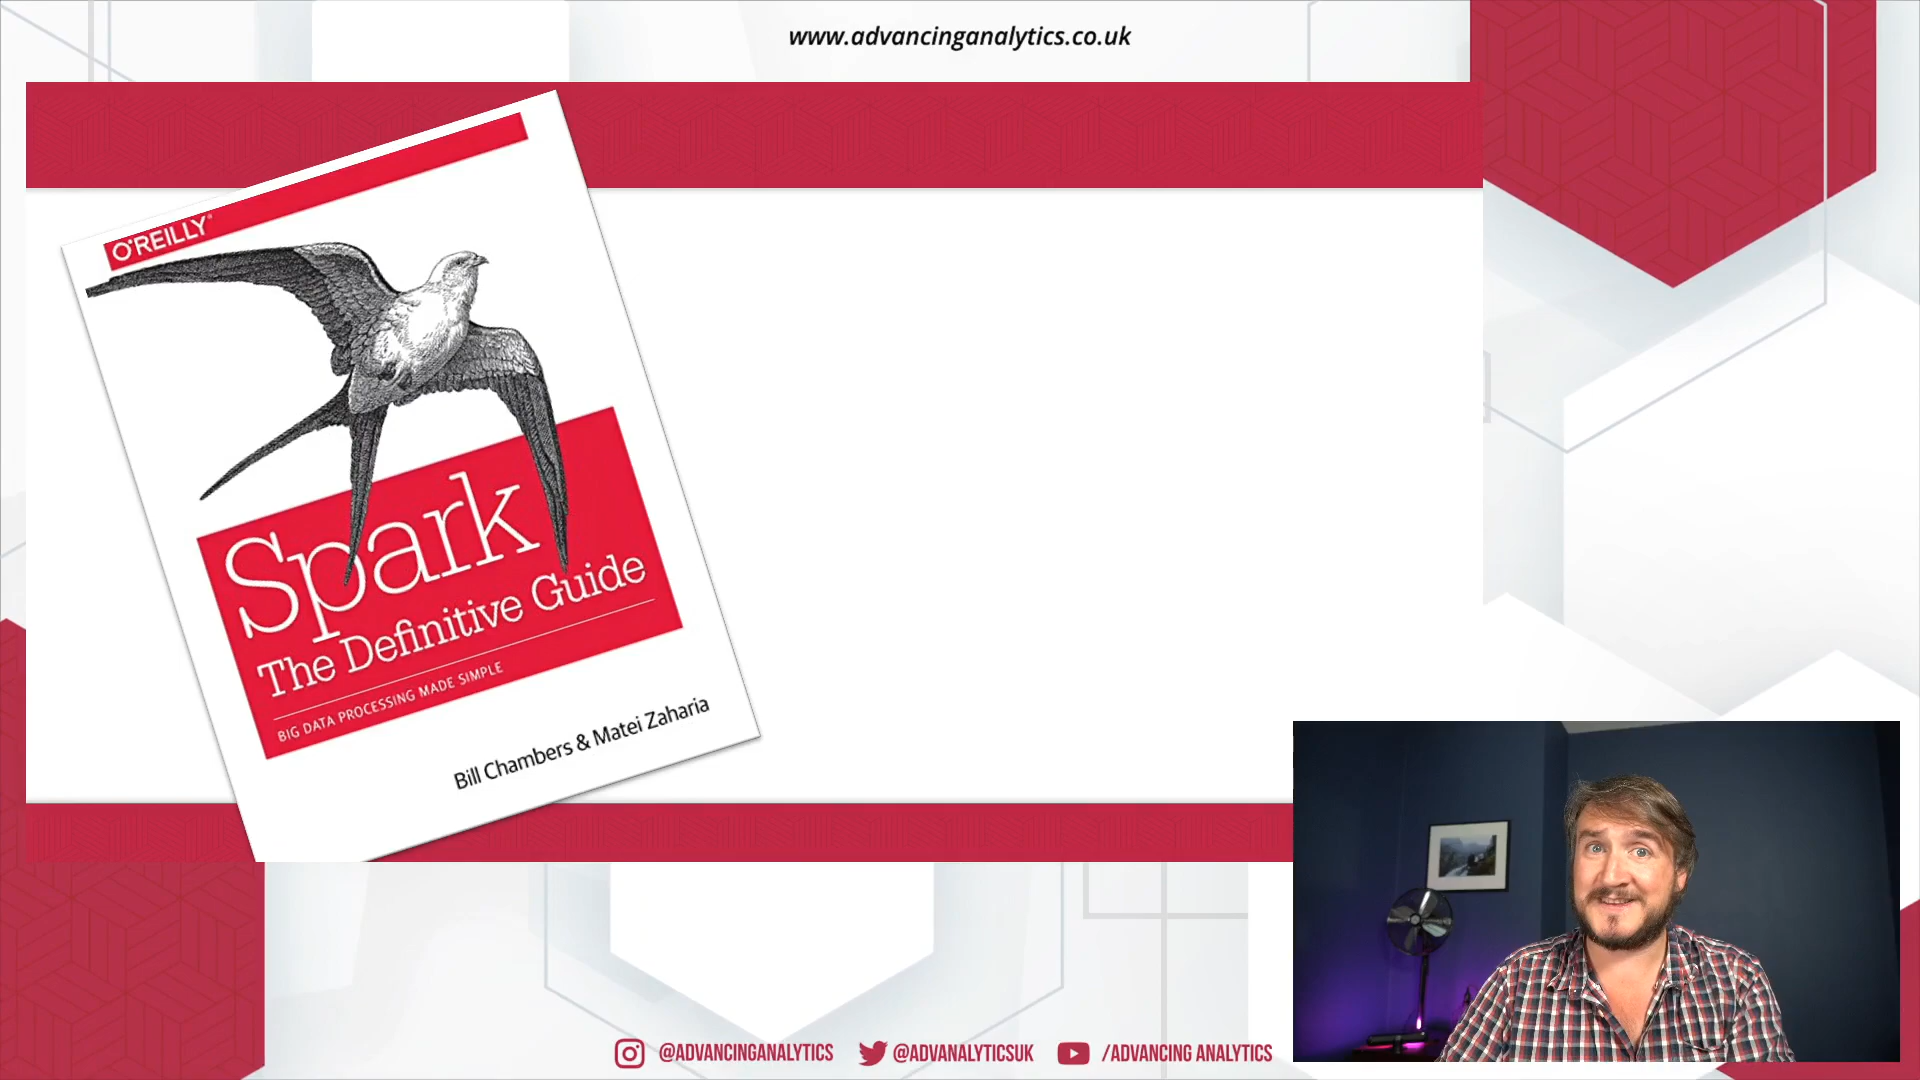 www.advancinganalytics.co.uk
O'REILLY®
Spark
The Definitive Guide
BIG DATA PROCESSING MADE SIMPLE
Bill Chambers & Matei Zaharia
@ADVANCINGANALYTICS @ADVANALYTICSUK /ADVANCING ANALYTICS